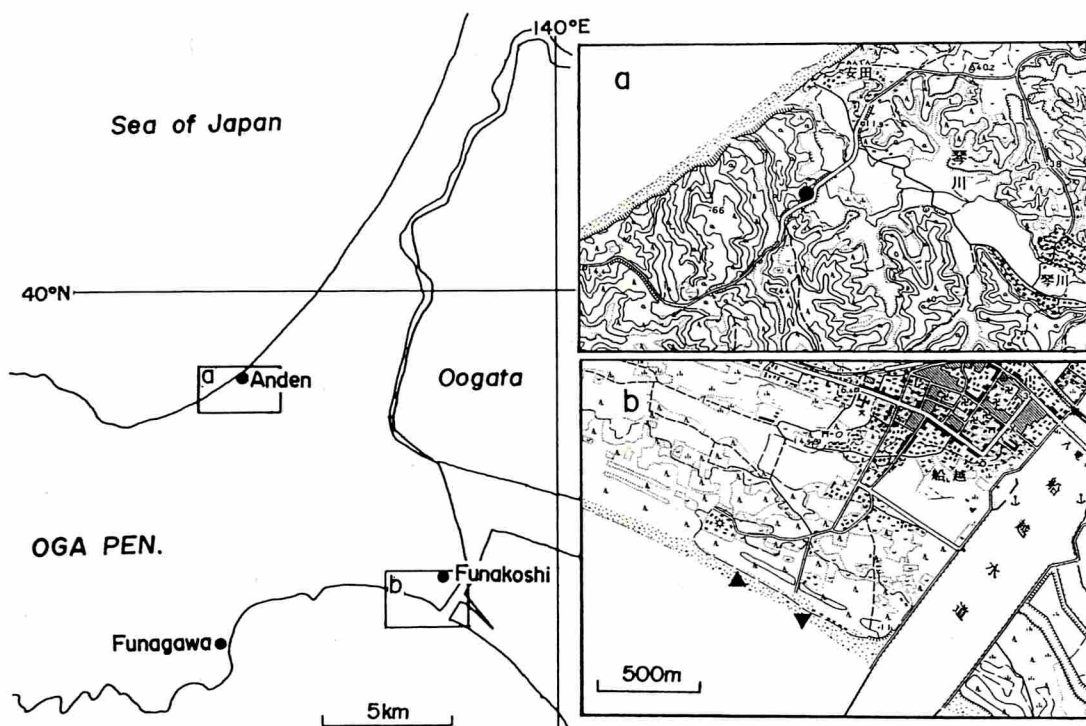 140°E
Sea of Japan
40°N
a
Anden
Oogata
OGA PEN.
b
Funakoshi
Funagawa
5km
a
安田
琴
川
66
38
琴川
b
船越
船
越
水
道
500m